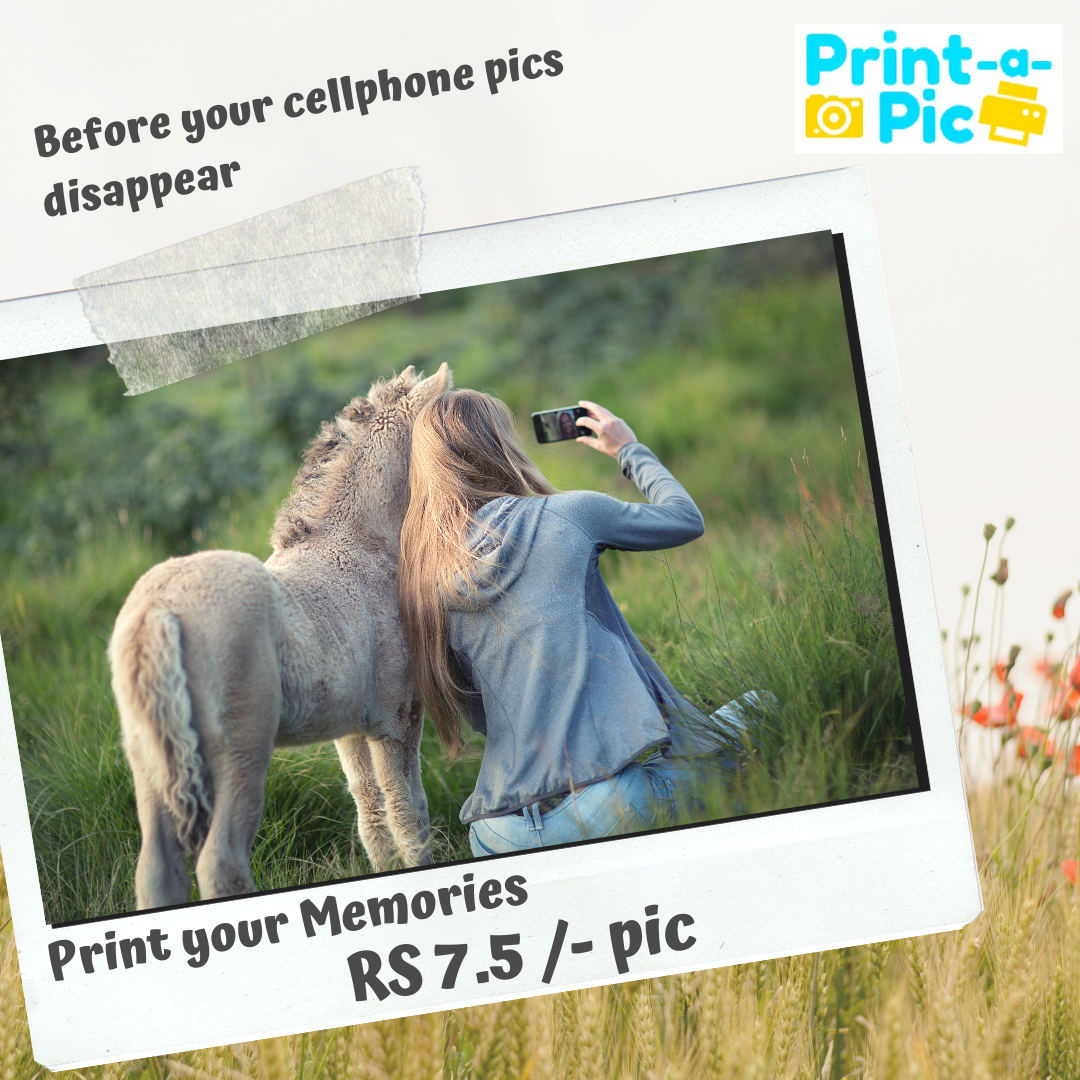 Before your cellphone pics
disappear
Print-a-
Pic
Print your Memories
RS 7.5 /- pic